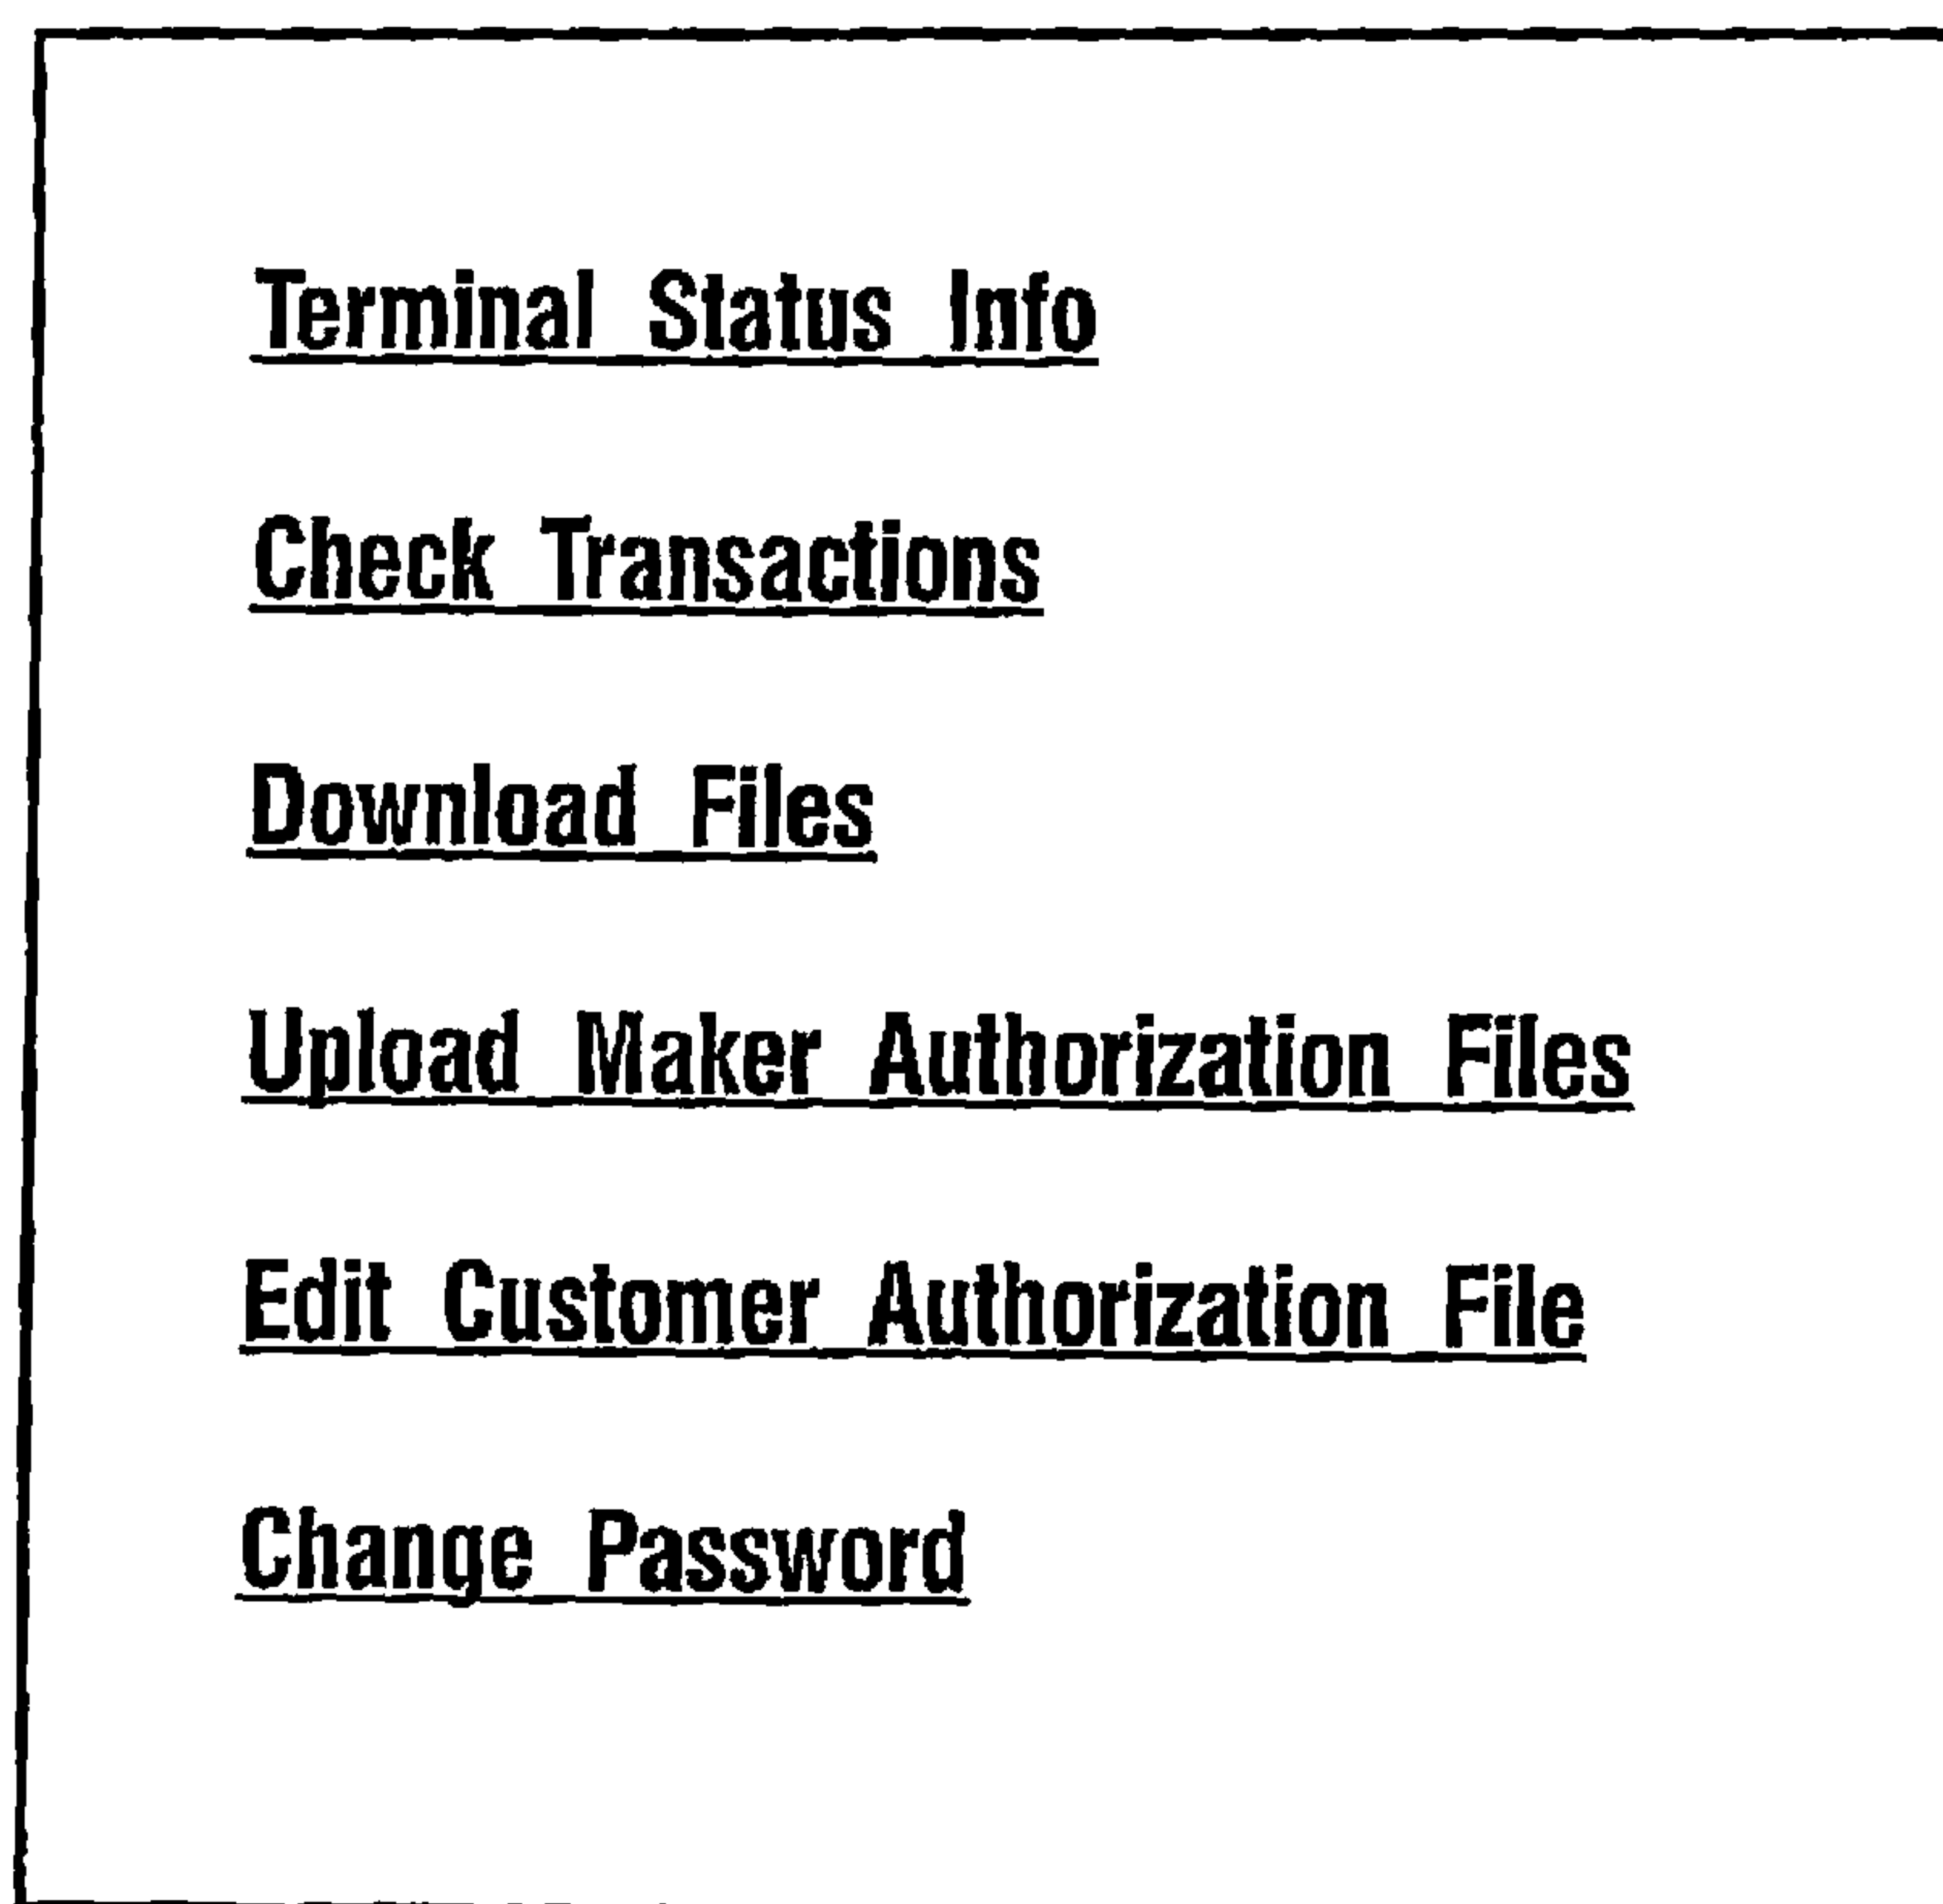 Terminal Status Info
Check Transactions
Download Files
Upload Maker Authorization Files
Edit Customer Authorization File
Change Password